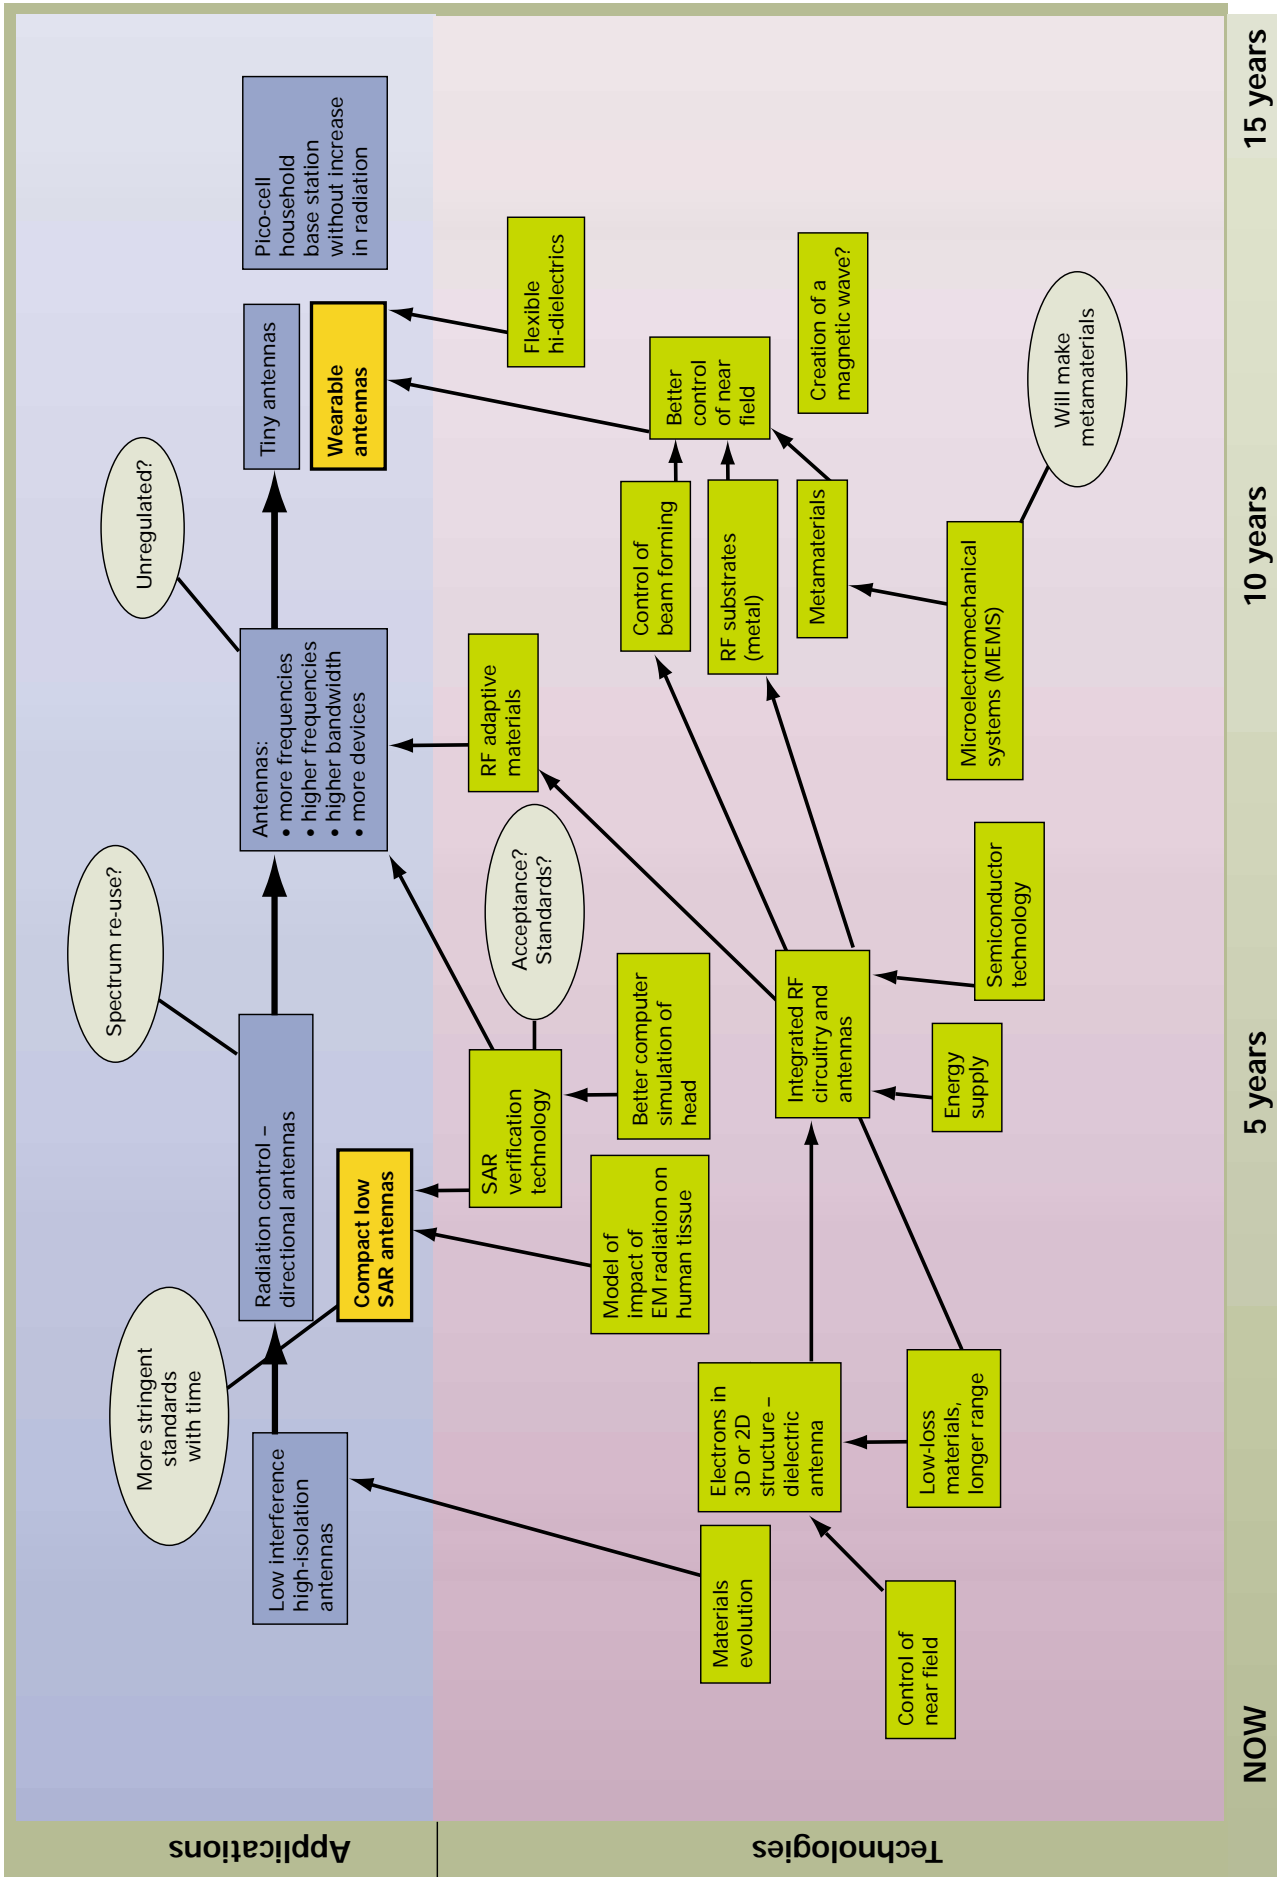 Applications
More stringent
standards
with time
Spectrum re-use?
Unregulated?
Low interference
high-isolation
antennas
Radiation control –
directional antennas
Compact low
SAR antennas
Antennas:
• more frequencies
• higher frequencies
• higher bandwidth
• more devices
Tiny antennas
Wearable
antennas
Pico-cell
household
base station
without increase
in radiation
Technologies
SAR
verification
technology
Acceptance?
Standards?
RF adaptive
materials
Flexible
hi-dielectrics
Model of
impact of
EM radiation on
human tissue
Better computer
simulation of
head
Control of
beam forming
Better
control
of near
field
Materials
evolution
Electrons in
3D or 2D
structure –
dielectric
antenna
Integrated RF
circuitry and
antennas
RF substrates
(metal)
Metamaterials
Creation of a
magnetic wave?
Control of
near field
Low-loss
materials,
longer range
Energy
supply
Semiconductor
technology
Microelectromechanical
systems (MEMS)
Will make
metamaterials
NOW
5 years
10 years
15 years